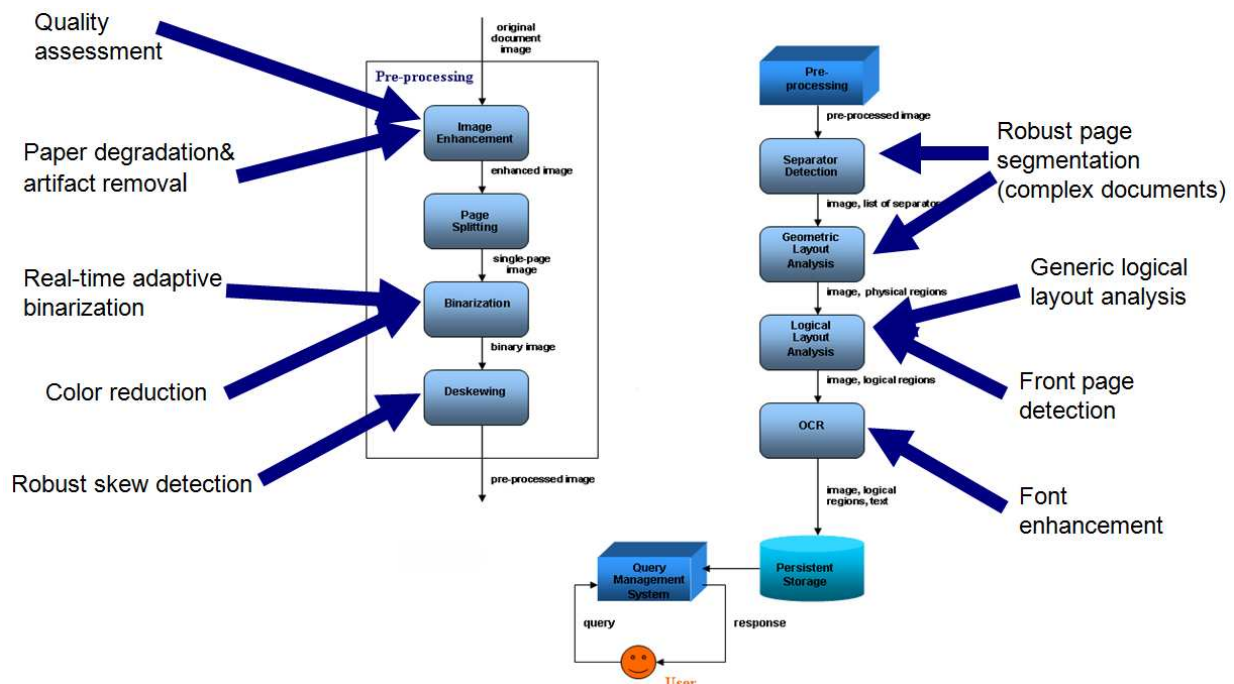 Quality
assessment
Paper degradation&
artifact removal
Real-time adaptive
binarization
Color reduction
Robust skew detection
original
document
image
Pre-processing
Image
Enhancement
enhanced image
Page
Splitting
single-page
image
Binarization
binary image
Deskewing
pre-processed image
Pre-
processing
pre-processed image
Separator
Detection
image, list of separators
Geometric
Layout
Analysis
image, physical regions
Logical
Layout
Analysis
image, logical regions
OCR
image, logical
regions, text
Persistent
Storage
Query
Management
System
query
response
User
Robust page
segmentation
(complex documents)
Generic logical
layout analysis
Front page
detection
Font
enhancement